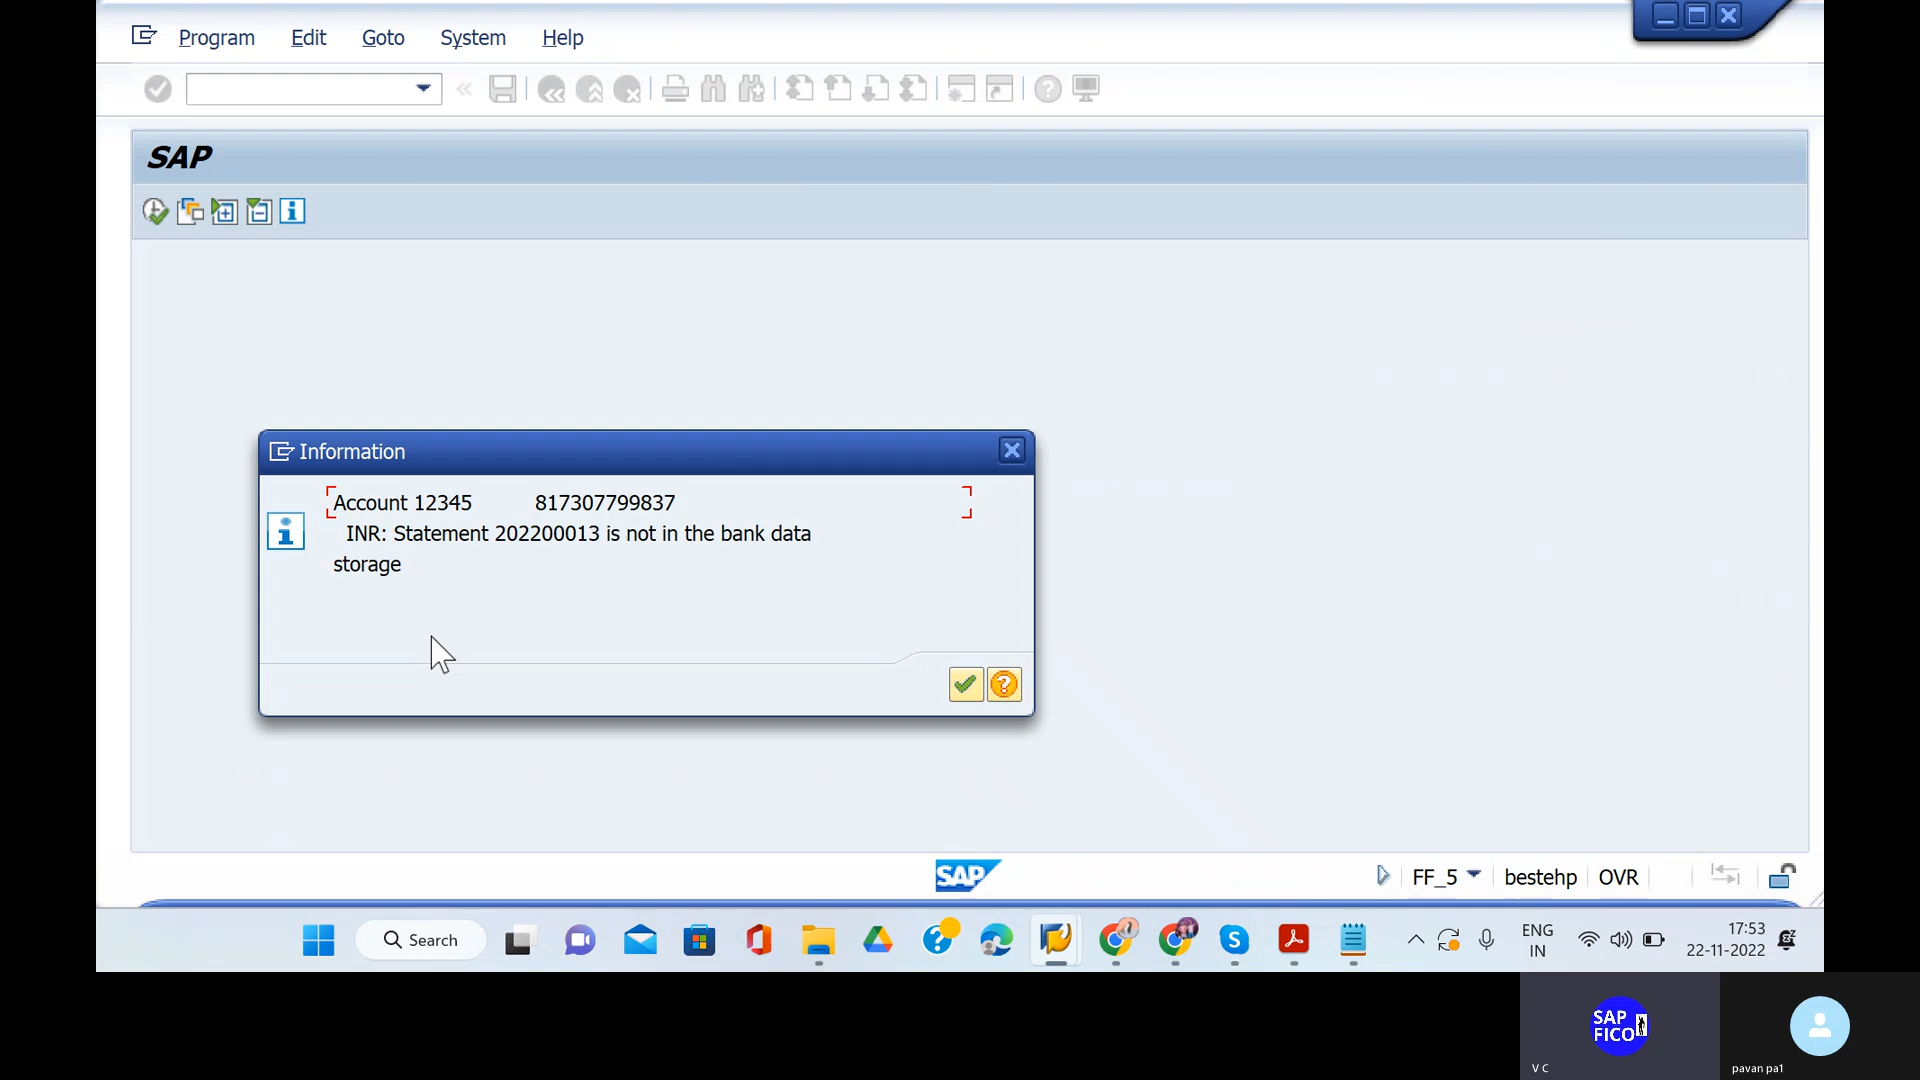 Program Edit Goto System Help
SAP
Information
Account 12345 817307799837
INR: Statement 202200013 is not in the bank data
storage
SAP
FF_5 bestehp OVR
Search
ENG
IN
17:53
22-11-2022
SAP
FICO
V C
pavan pa1